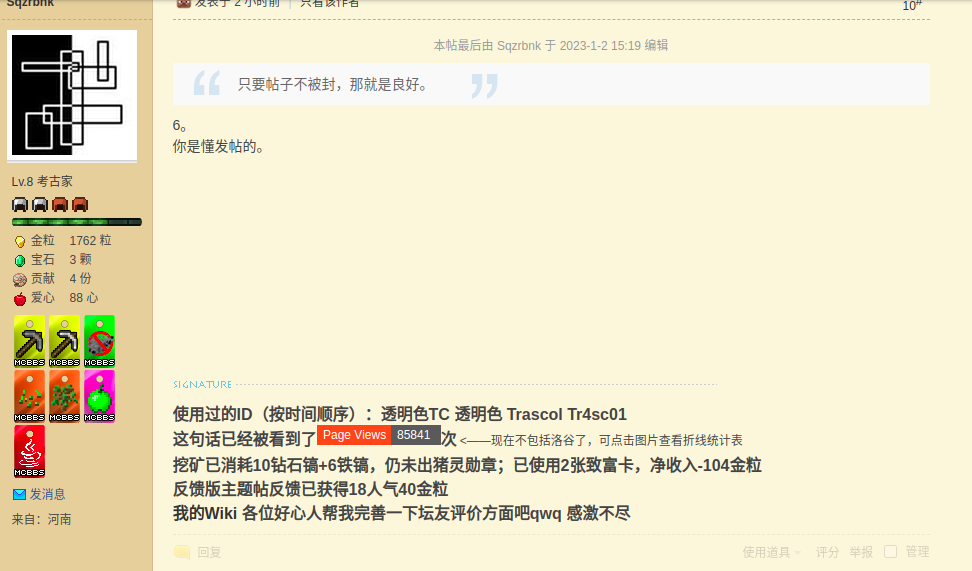 Sqzrbnk
发表于 2 小时前 | 只看该作者
10#
本帖最后由 Sqzrbnk 于 2023-1-2 15:19 编辑
只要帖子不被封，那就是良好。
6。
你是懂发帖的。
Lv.8 考古家
金粒 1762 粒
宝石 3 颗
贡献 4 份
爱心 88 心
MCBBS MCBBS MCBBS
MCBBS MCBBS MCBBS
MCBBS
发消息
来自：河南
SIGNATURE
使用过的ID（按时间顺序）：透明色TC 透明色 Trascol Tr4sc01
这句话已经被看到了 Page Views 85841 次 <——现在不包括洛谷了，可点击图片查看折线统计表
挖矿已消耗10钻石镐+6铁镐，仍未出猪灵勋章；已使用2张致富卡，净收入-104金粒
反馈版主题帖反馈已获得18人气40金粒
我的Wiki 各位好心人帮我完善一下坛友评价方面吧qwq 感激不尽
回复
使用道具 评分 举报 管理